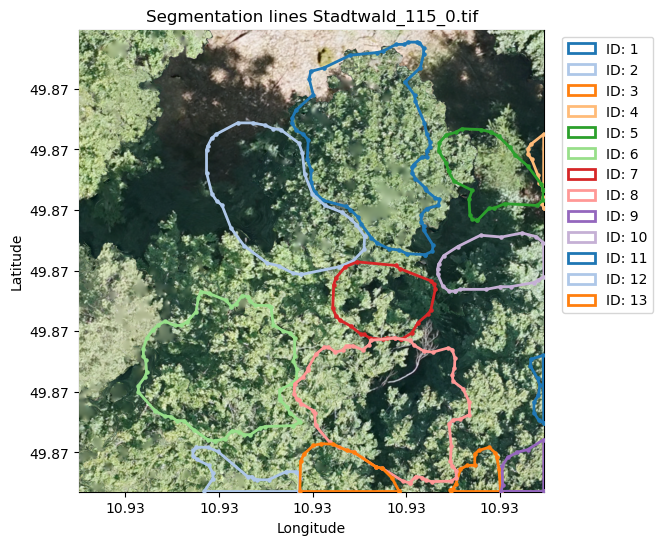 Segmentation lines Stadtwald_115_0.tif
49.87
49.87
49.87
49.87
49.87
49.87
49.87
Latitude
10.93
10.93
10.93
10.93
10.93
Longitude
ID: 1
ID: 2
ID: 3
ID: 4
ID: 5
ID: 6
ID: 7
ID: 8
ID: 9
ID: 10
ID: 11
ID: 12
ID: 13